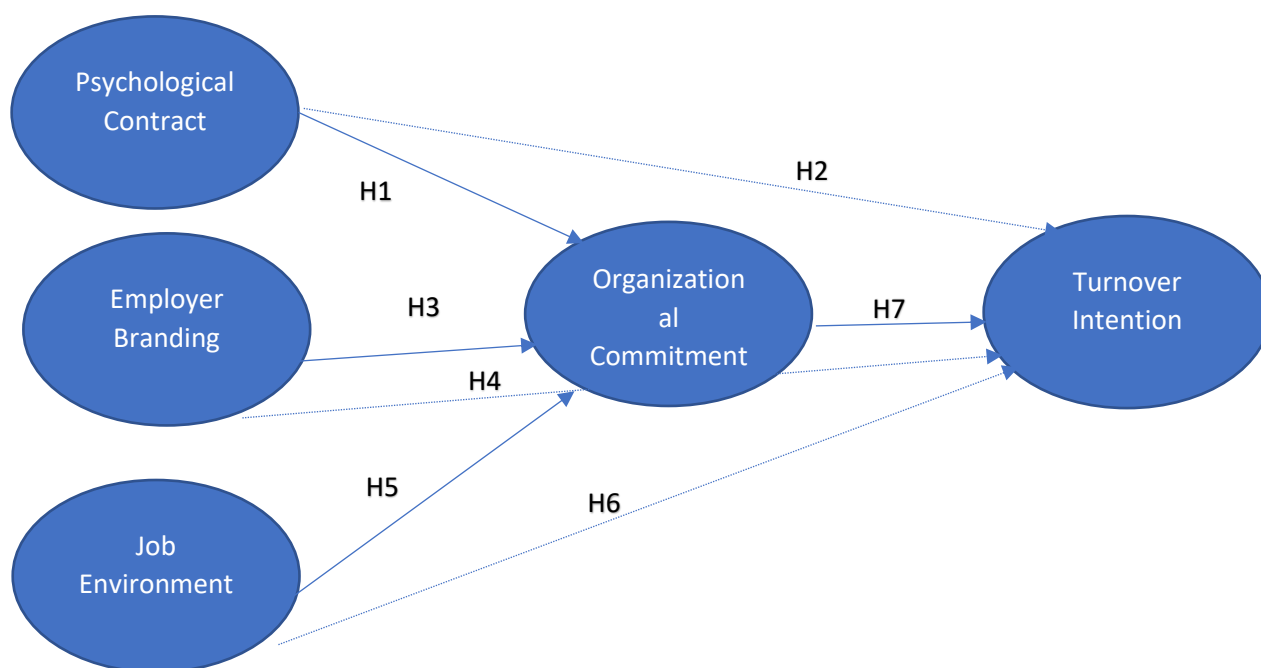 Psychological
Contract
H1
H2
Employer
Branding
H3
Organization
al
Commitment
H7
Turnover
Intention
H4
H5
H6
Job
Environment